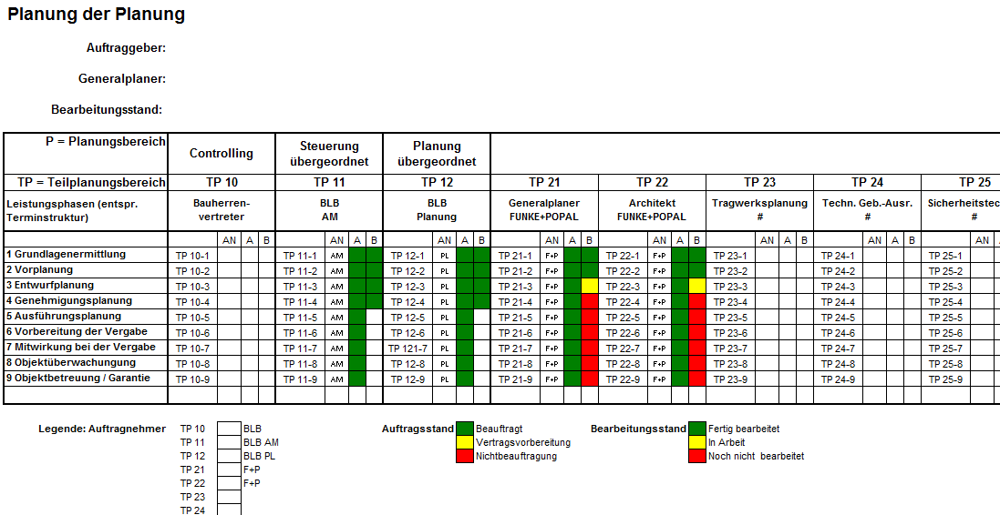 Planung der Planung
Auftraggeber:
Generalplaner:
Bearbeitungsstand:
P = Planungsbereich Controlling Steuerung übergeordnet Planung übergeordnet
TP = Teilplanungsbereich TP 10 TP 11 TP 12 TP 21 TP 22 TP 23 TP 24 TP 25
Leistungsphasen (entspr. Bauherren- BLB BLB Generalplaner Architekt Tragwerksplanung Techn. Geb.-Ausr. Sicherheitstec
Terminstruktur) vertreter AM Planung FUNKE+POPAL FUNKE+POPAL # # #
AN A B AN A B AN A B AN A B AN A B AN A B AN A B AN A
1 Grundlagenermittlung TP 10-1 TP 11-1 AM TP 12-1 PL TP 21-1 F+P TP 22-1 F+P TP 23-1 TP 24-1 TP 25-1
2 Vorplanung TP 10-2 TP 11-2 AM TP 12-2 PL TP 21-2 F+P TP 22-2 F+P TP 23-2 TP 24-2 TP 25-2
3 Entwurfplanung TP 10-3 TP 11-3 AM TP 12-3 PL TP 21-3 F+P TP 22-3 F+P TP 23-3 TP 24-3 TP 25-3
4 Genehmigungsplanung TP 10-4 TP 11-4 AM TP 12-4 PL TP 21-4 F+P TP 22-4 F+P TP 23-4 TP 24-4 TP 25-4
5 Ausführungsplanung TP 10-5 TP 11-5 AM TP 12-5 PL TP 21-5 F+P TP 22-5 F+P TP 23-5 TP 24-5 TP 25-5
6 Vorbereitung der Vergabe TP 10-6 TP 11-6 AM TP 12-6 PL TP 21-6 F+P TP 22-6 F+P TP 23-6 TP 24-6 TP 25-6
7 Mitwirkung bei der Vergabe TP 10-7 TP 11-7 AM TP 121-7 PL TP 21-7 F+P TP 22-7 F+P TP 23-7 TP 24-7 TP 25-7
8 Objektüberwachung TP 10-8 TP 11-8 AM TP 12-8 PL TP 21-8 F+P TP 22-8 F+P TP 23-8 TP 24-8 TP 25-8
9 Objektbetreuung / Garantie TP 10-9 TP 11-9 AM TP 12-9 PL TP 21-9 F+P TP 22-9 F+P TP 23-9 TP 24-9 TP 25-9
Legende: Auftragnehmer TP 10 BLB Auftragsstand Beauftragt Bearbeitungsstand Fertig bearbeitet
TP 11 BLB AM Vertragsvorbereitung In Arbeit
TP 12 BLB PL Nichtbeauftragung Noch nicht bearbeitet
TP 21 F+P
TP 22 F+P
TP 23
TP 24